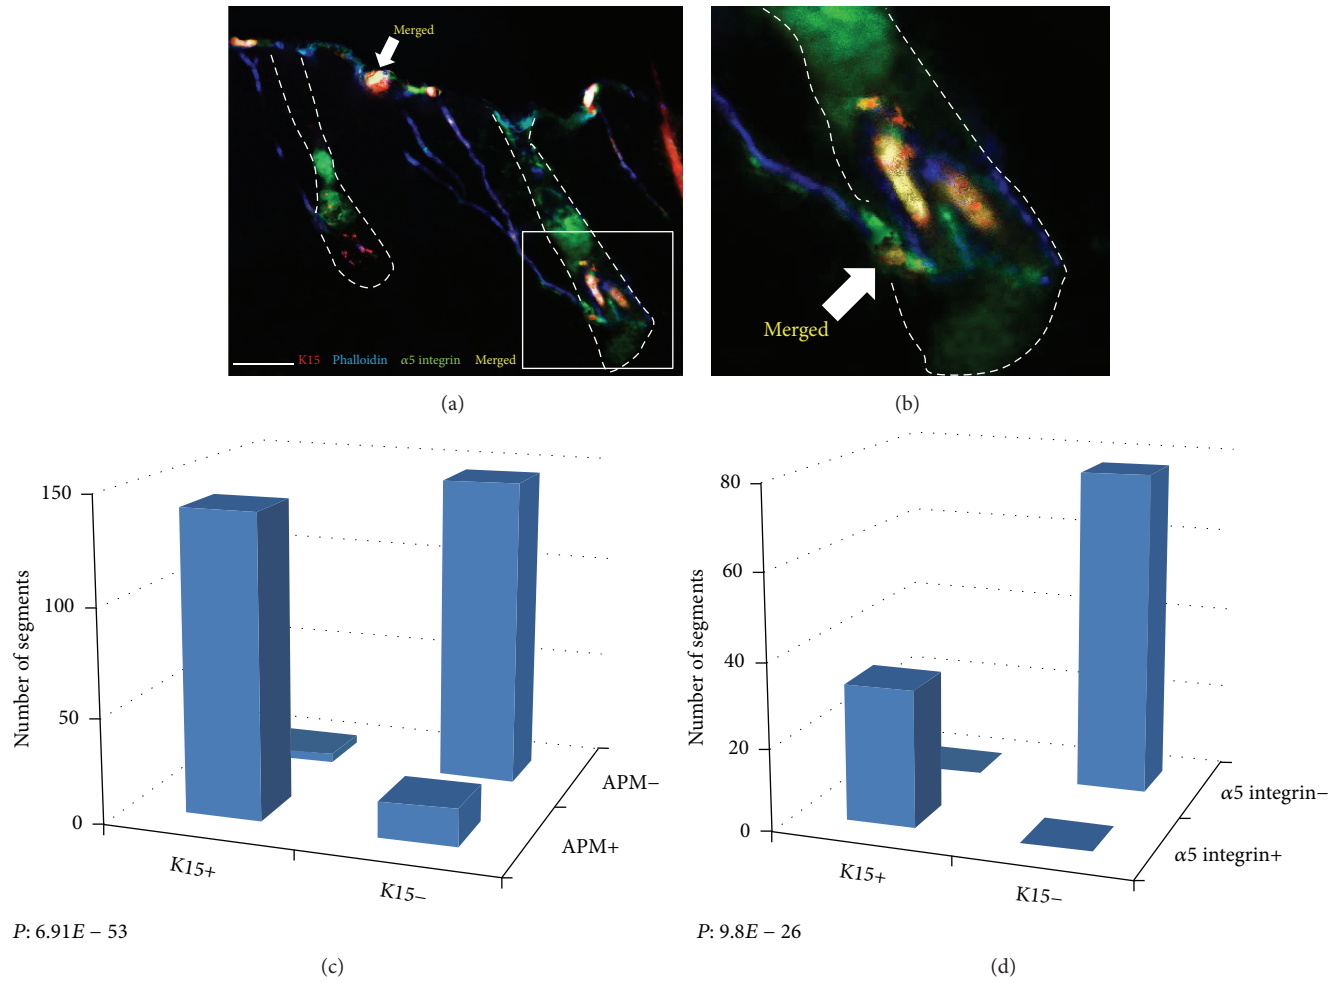 Merged
K15 Phalloidin α5 integrin Merged
(a)
Merged
(b)
Number of segments
150
100
50
0
K15+
K15−
APM−
APM+
P: 6.91E − 53
(c)
Number of segments
80
60
40
20
0
K15+
K15−
α5 integrin−
α5 integrin+
P: 9.8E − 26
(d)